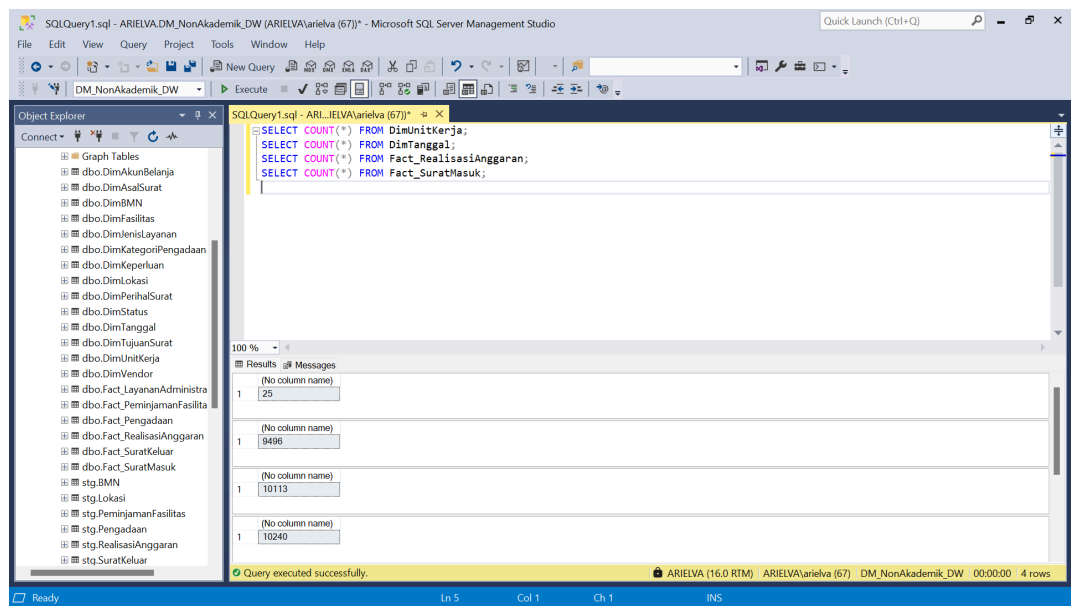 SQLQuery1.sql - ARIELVA.DM_NonAkademik_DW (ARIELVA\arielva (67))* - Microsoft SQL Server Management Studio
Quick Launch (Ctrl+Q)
File Edit View Query Project Tools Window Help
New Query
DM_NonAkademik_DW Execute
Object Explorer
Connect
Graph Tables
dbo.DimAkunBelanja
dbo.DimAsalSurat
dbo.DimBMN
dbo.DimFasilitas
dbo.DimJenisLayanan
dbo.DimKategoriPengadaan
dbo.DimKeperluan
dbo.DimLokasi
dbo.DimPerihalSurat
dbo.DimStatus
dbo.DimTanggal
dbo.DimTujuanSurat
dbo.DimUnitKerja
dbo.DimVendor
dbo.Fact_LayananAdministra
dbo.Fact_PeminjamanFasilita
dbo.Fact_Pengadaan
dbo.Fact_RealisasiAnggaran
dbo.Fact_SuratKeluar
dbo.Fact_SuratMasuk
stg.BMN
stg.Lokasi
stg.PeminjamanFasilitas
stg.Pengadaan
stg.RealisasiAnggaran
stg.SuratKeluar
SQLQuery1.sql - ARI...IELVA\arielva (67))*
SELECT COUNT(*) FROM DimUnitKerja;
SELECT COUNT(*) FROM DimTanggal;
SELECT COUNT(*) FROM Fact_RealisasiAnggaran;
SELECT COUNT(*) FROM Fact_SuratMasuk;
100 %
Results Messages
(No column name)
1 25
(No column name)
1 9496
(No column name)
1 10113
(No column name)
1 10240
Query executed successfully.
ARIELVA (16.0 RTM) ARIELVA\arielva (67) DM_NonAkademik_DW 00:00:00 4 rows
Ready Ln 5 Col 1 Ch 1 INS